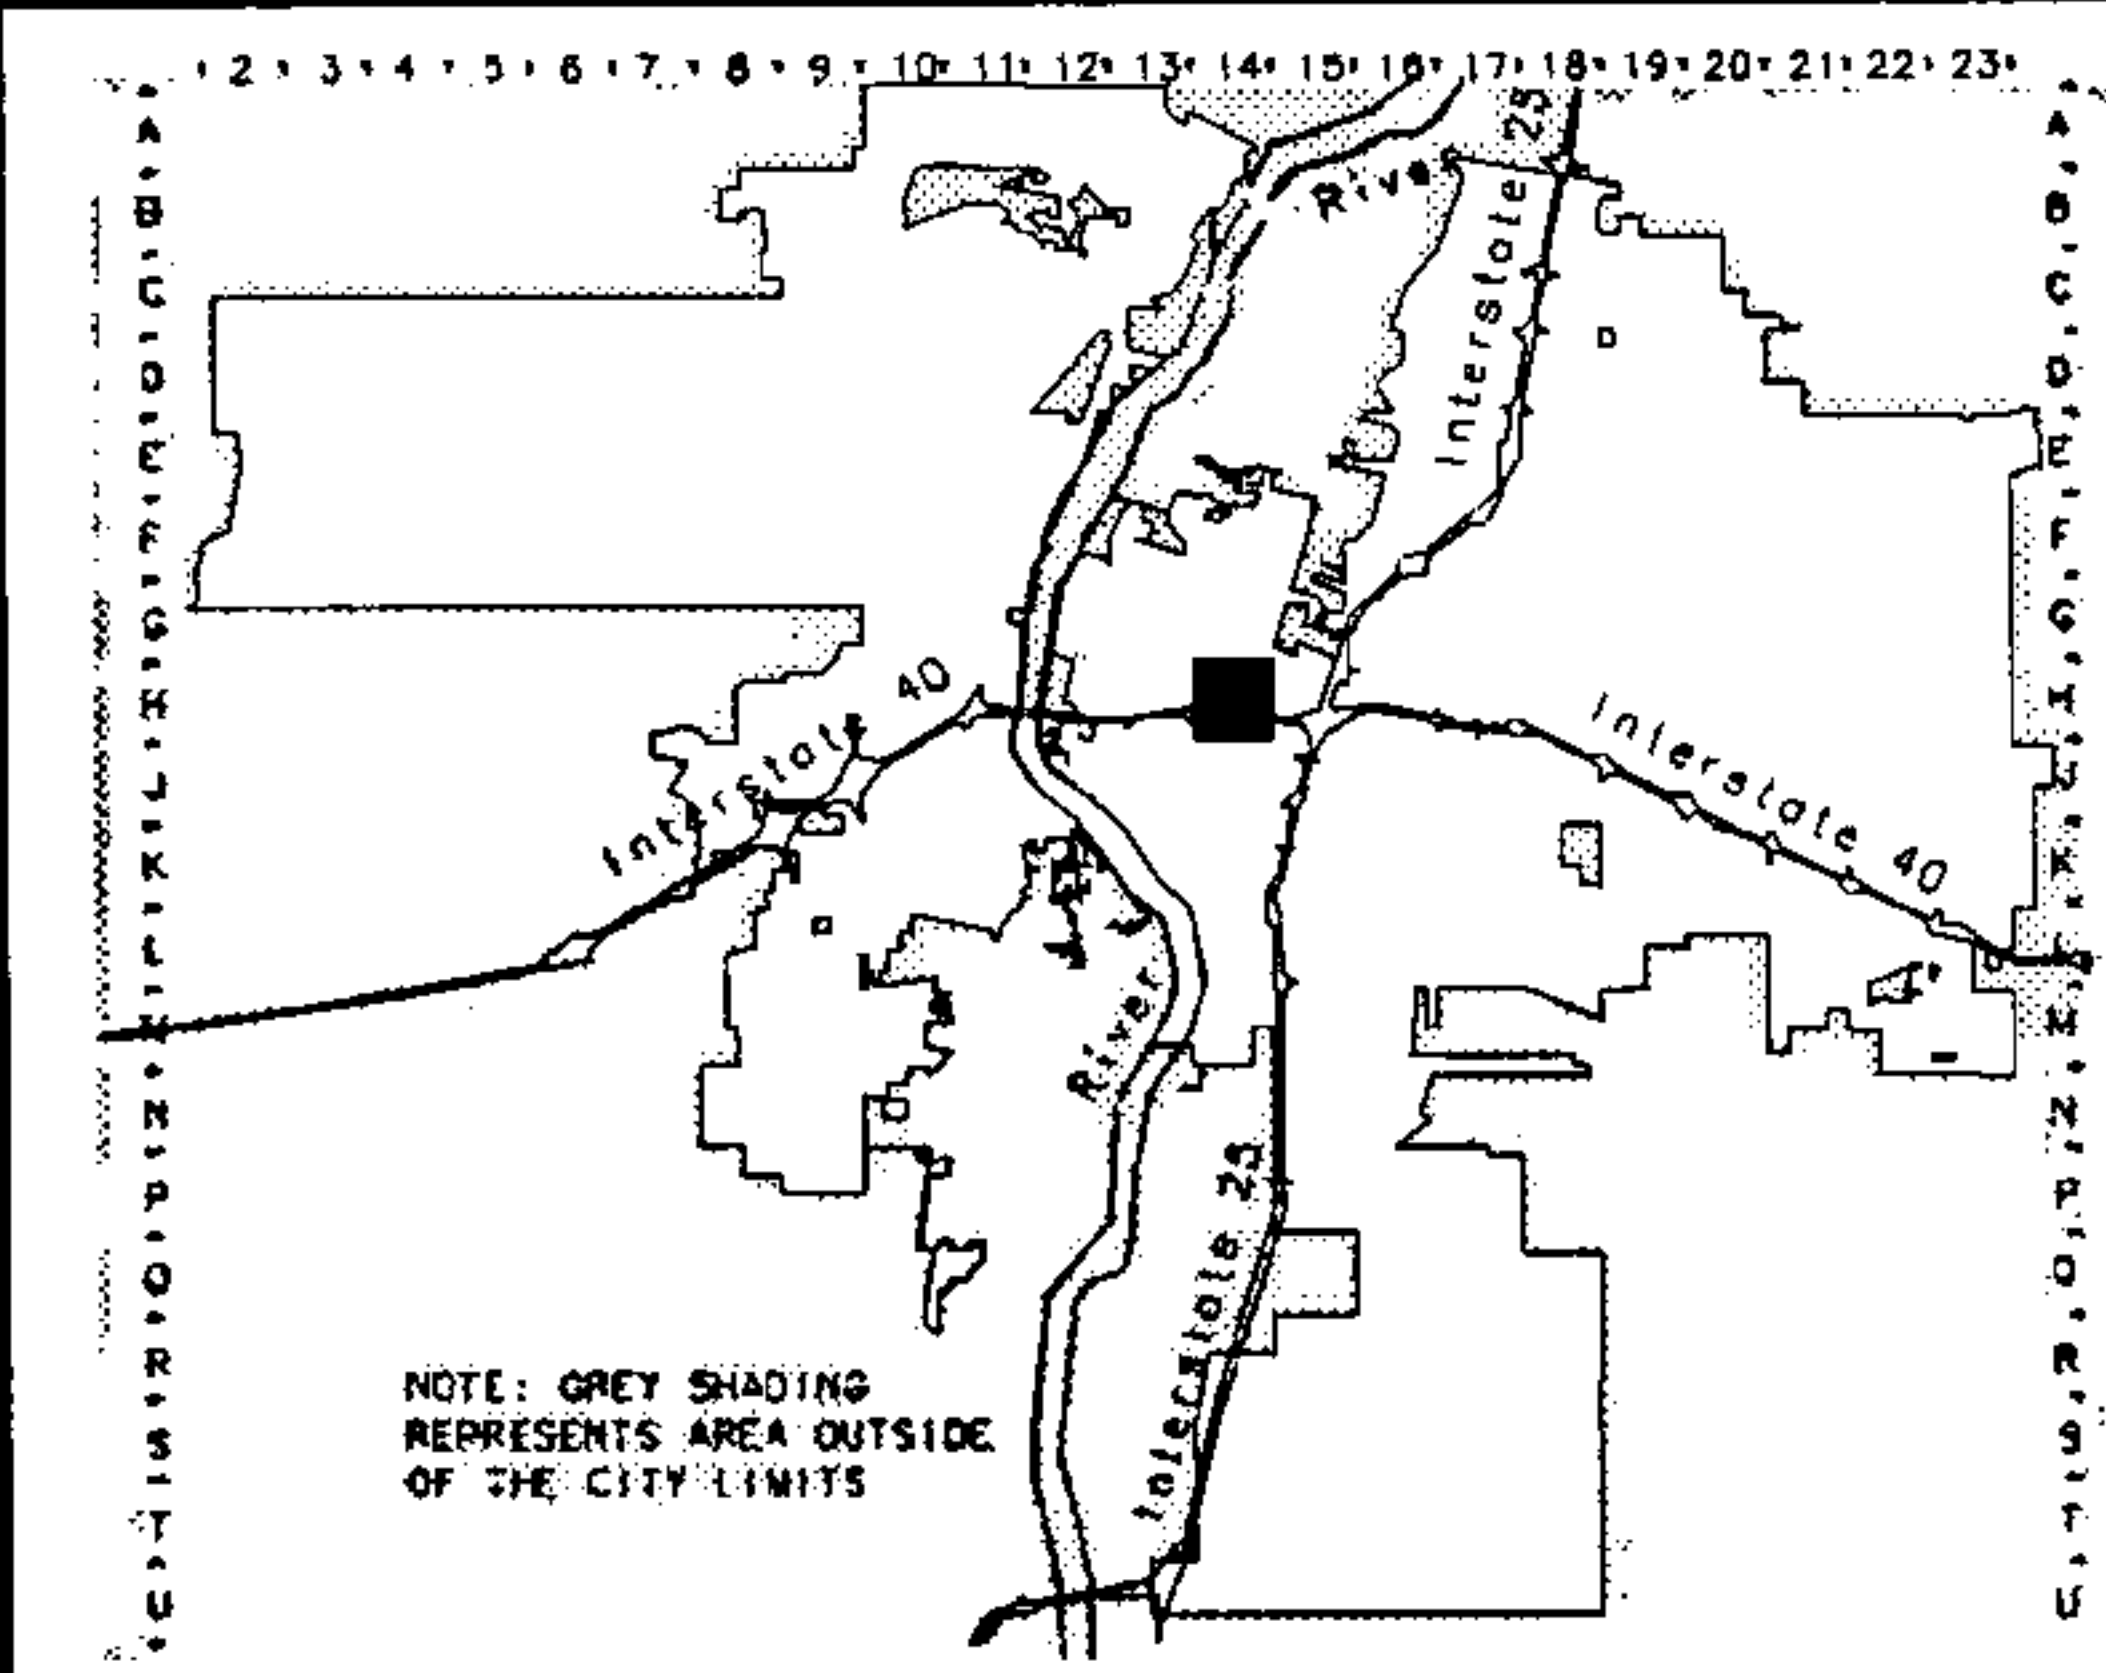 2 3 4 5 6 7 8 9 10 11 12 13 14 15 16 17 18 19 20 21 22 23
A A
B B
C C
D D
E E
F F
G G
H H
J J
K K
L L
M M
N N
P P
Q Q
R R
S S
T T
U U
River
Interstate 25
Interstate 40
Interstate 40
River
Interstate 25
NOTE: GREY SHADING
REPRESENTS AREA OUTSIDE
OF THE CITY LIMITS